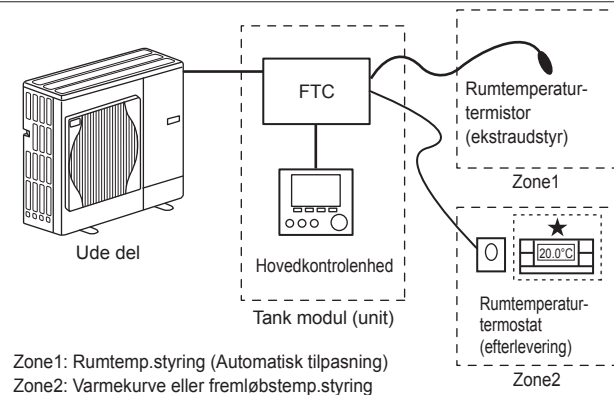 FTC
Rumtemperatur-
termistor
(ekstraudstyr)
Zone1
Ude del
Hovedkontrolenhed
Tank modul (unit)
20.0°C
Rumtemperatur-
termostat
(efterlevering)
Zone2
Zone1: Rumtemp.styring (Automatisk tilpasning)
Zone2: Varmekurve eller fremløbstemp.styring